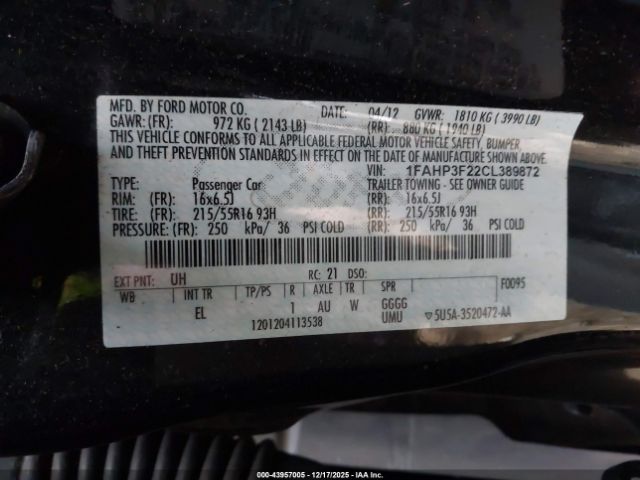 MFD. BY FORD MOTOR CO. DATE: 04/12 GVWR: 1810 KG ( 3990 LB)
GAWR: (FR): 972 KG ( 2143 LB) (RR): 880 KG ( 1940 LB)
THIS VEHICLE CONFORMS TO ALL APPLICABLE FEDERAL MOTOR VEHICLE SAFETY, BUMPER,
AND THEFT PREVENTION STANDARDS IN EFFECT ON THE DATE OF MANUFACTURE SHOWN ABOVE.
VIN: 1FAHP3F22CL389872
TYPE: Passenger Car TRAILER TOWING - SEE OWNER GUIDE
RIM: (FR): 16x6.5J (RR): 16x6.5J
TIRE: (FR): 215/55R16 93H (RR): 215/55R16 93H
PRESSURE: (FR): 250 kPa/ 36 PSI COLD (RR): 250 kPa/ 36 PSI COLD
EXT PNT: UH RC: 21 DSO: F0095
WB INT TR TP/PS R AXLE TR SPR
EL 1 AU W GGGG
1201204113538 UMU ▽5U5A-3520472-AA
000-43957005 - 12/17/2025 - IAAI.com